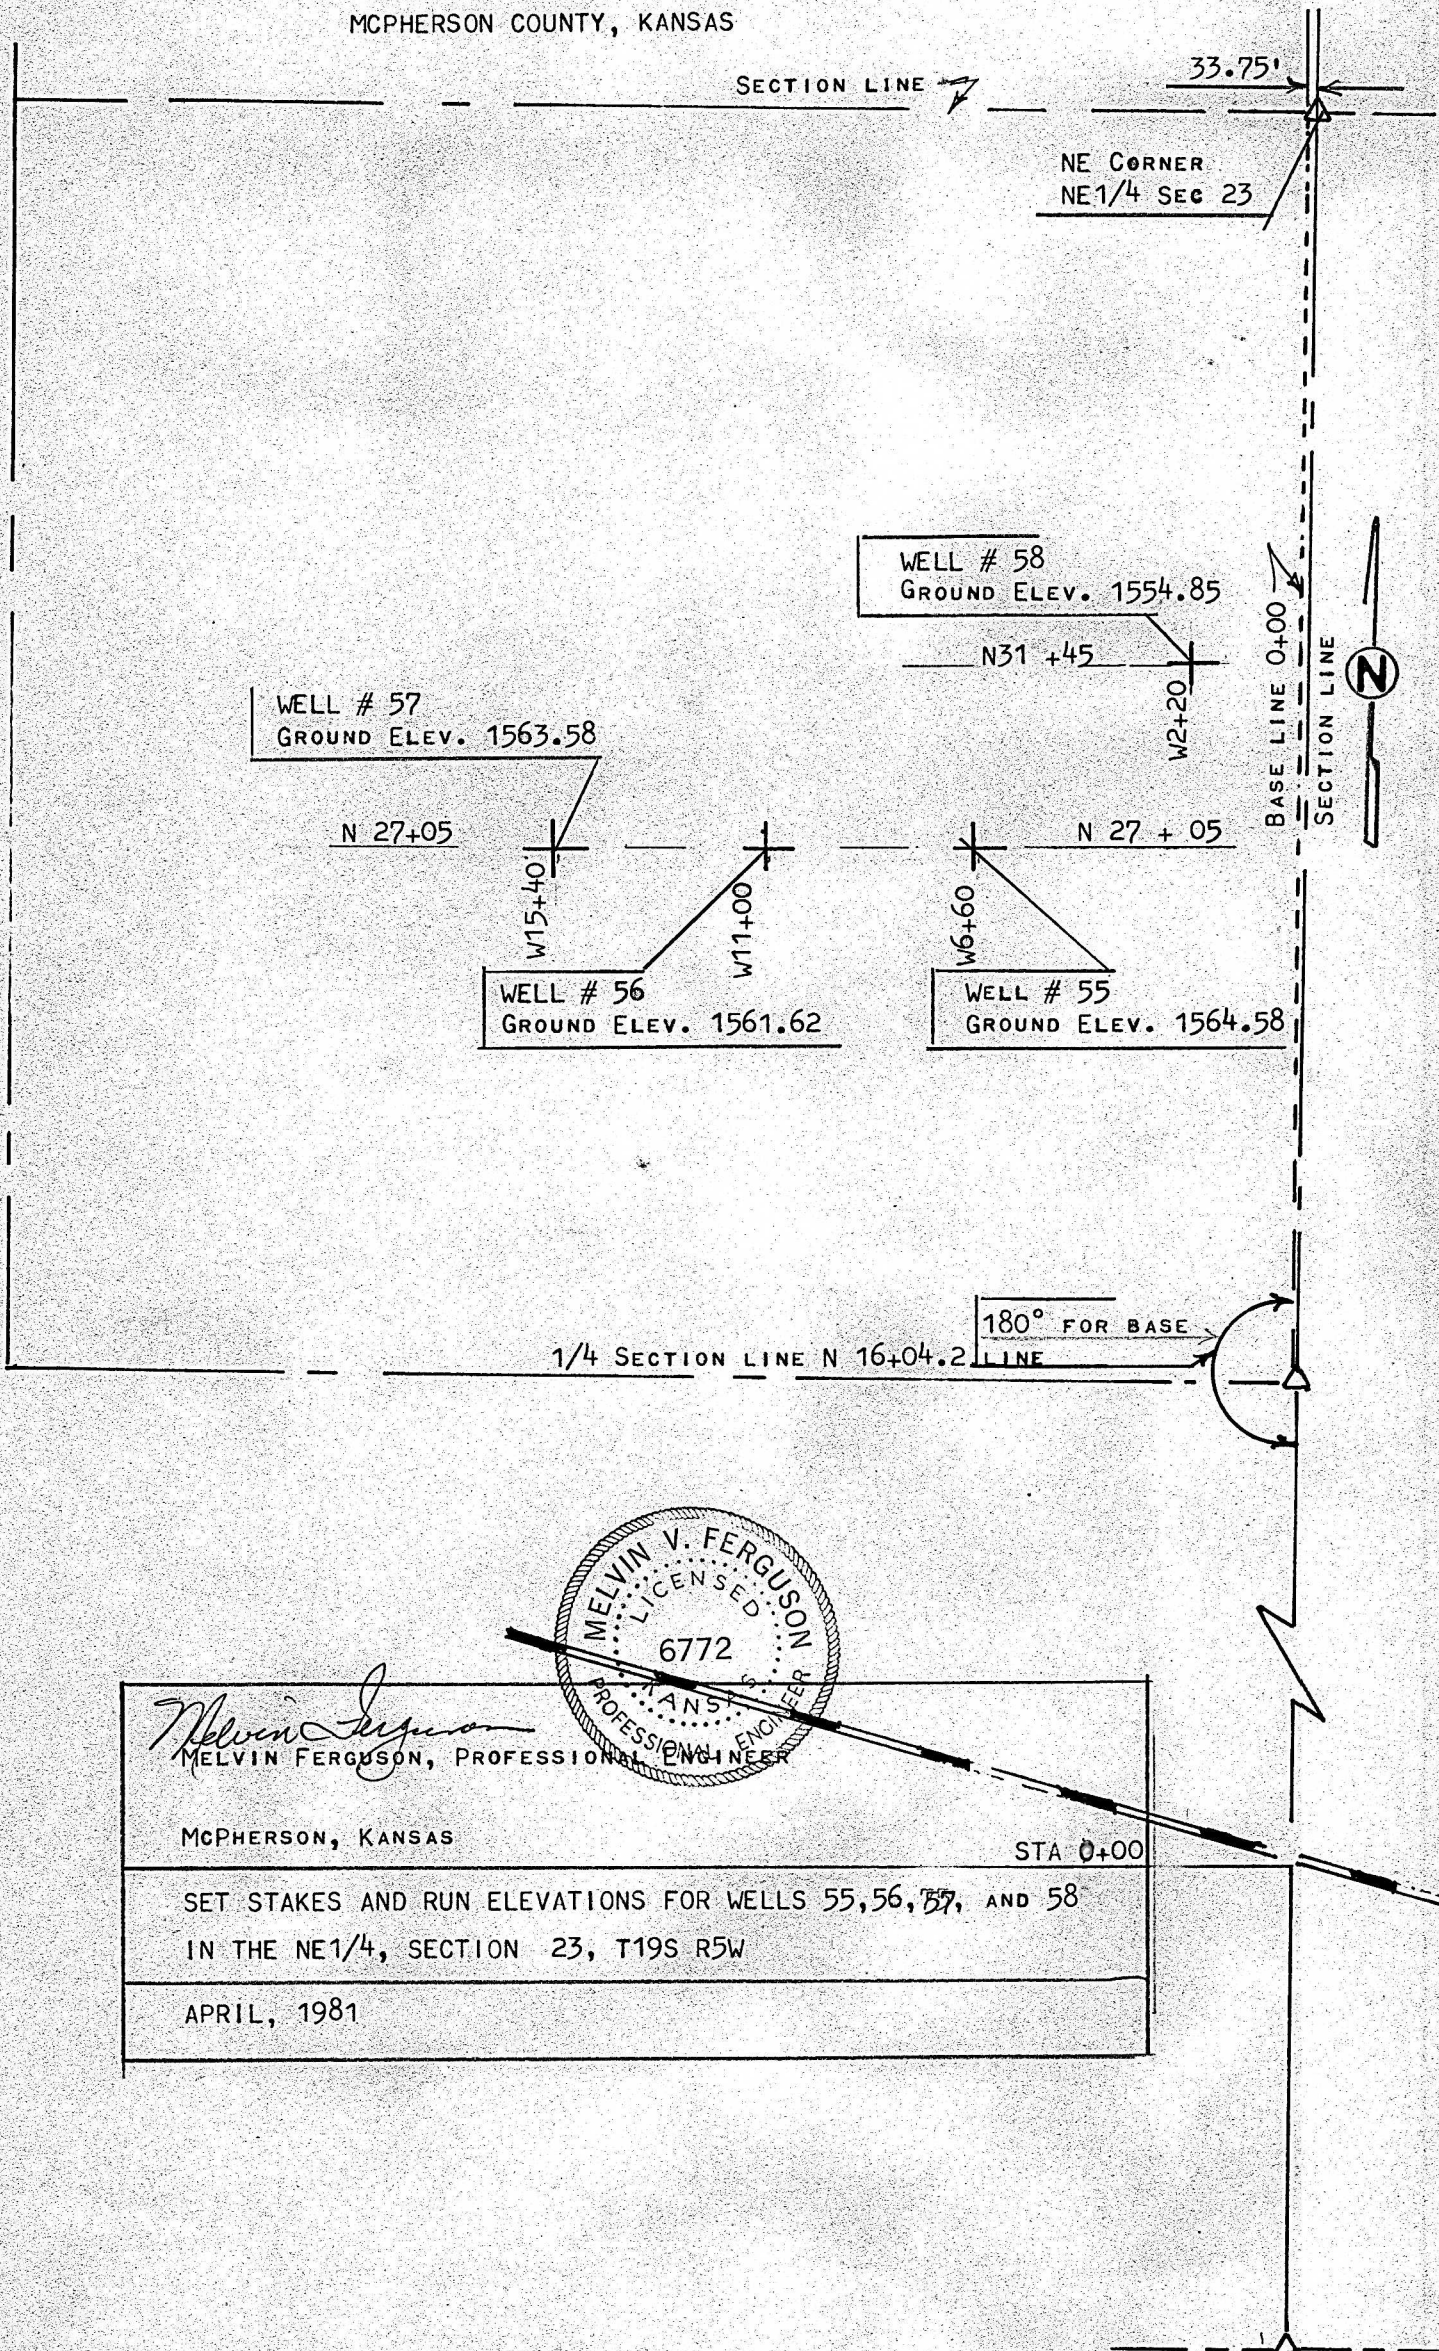 MCPHERSON COUNTY, KANSAS
SECTION LINE
33.75'
NE CORNER
NE1/4 SEC 23
WELL # 58
GROUND ELEV. 1554.85
N31 +45
W2+20
BASE LINE 0+00
SECTION LINE
N
WELL # 57
GROUND ELEV. 1563.58
N 27+05
N 27 + 05
W15+40
W11+00
W6+60
WELL # 56
GROUND ELEV. 1561.62
WELL # 55
GROUND ELEV. 1564.58
180° FOR BASE
LINE
1/4 SECTION LINE N 16+04.2
MELVIN V. FERGUSON
LICENSED
6772
KANSAS
PROFESSIONAL ENGINEER
Melvin Ferguson
MELVIN FERGUSON, PROFESSIONAL ENGINEER
MCPHERSON, KANSAS
STA 0+00
SET STAKES AND RUN ELEVATIONS FOR WELLS 55,56,57, AND 58
IN THE NE1/4, SECTION 23, T19S R5W
APRIL, 1981